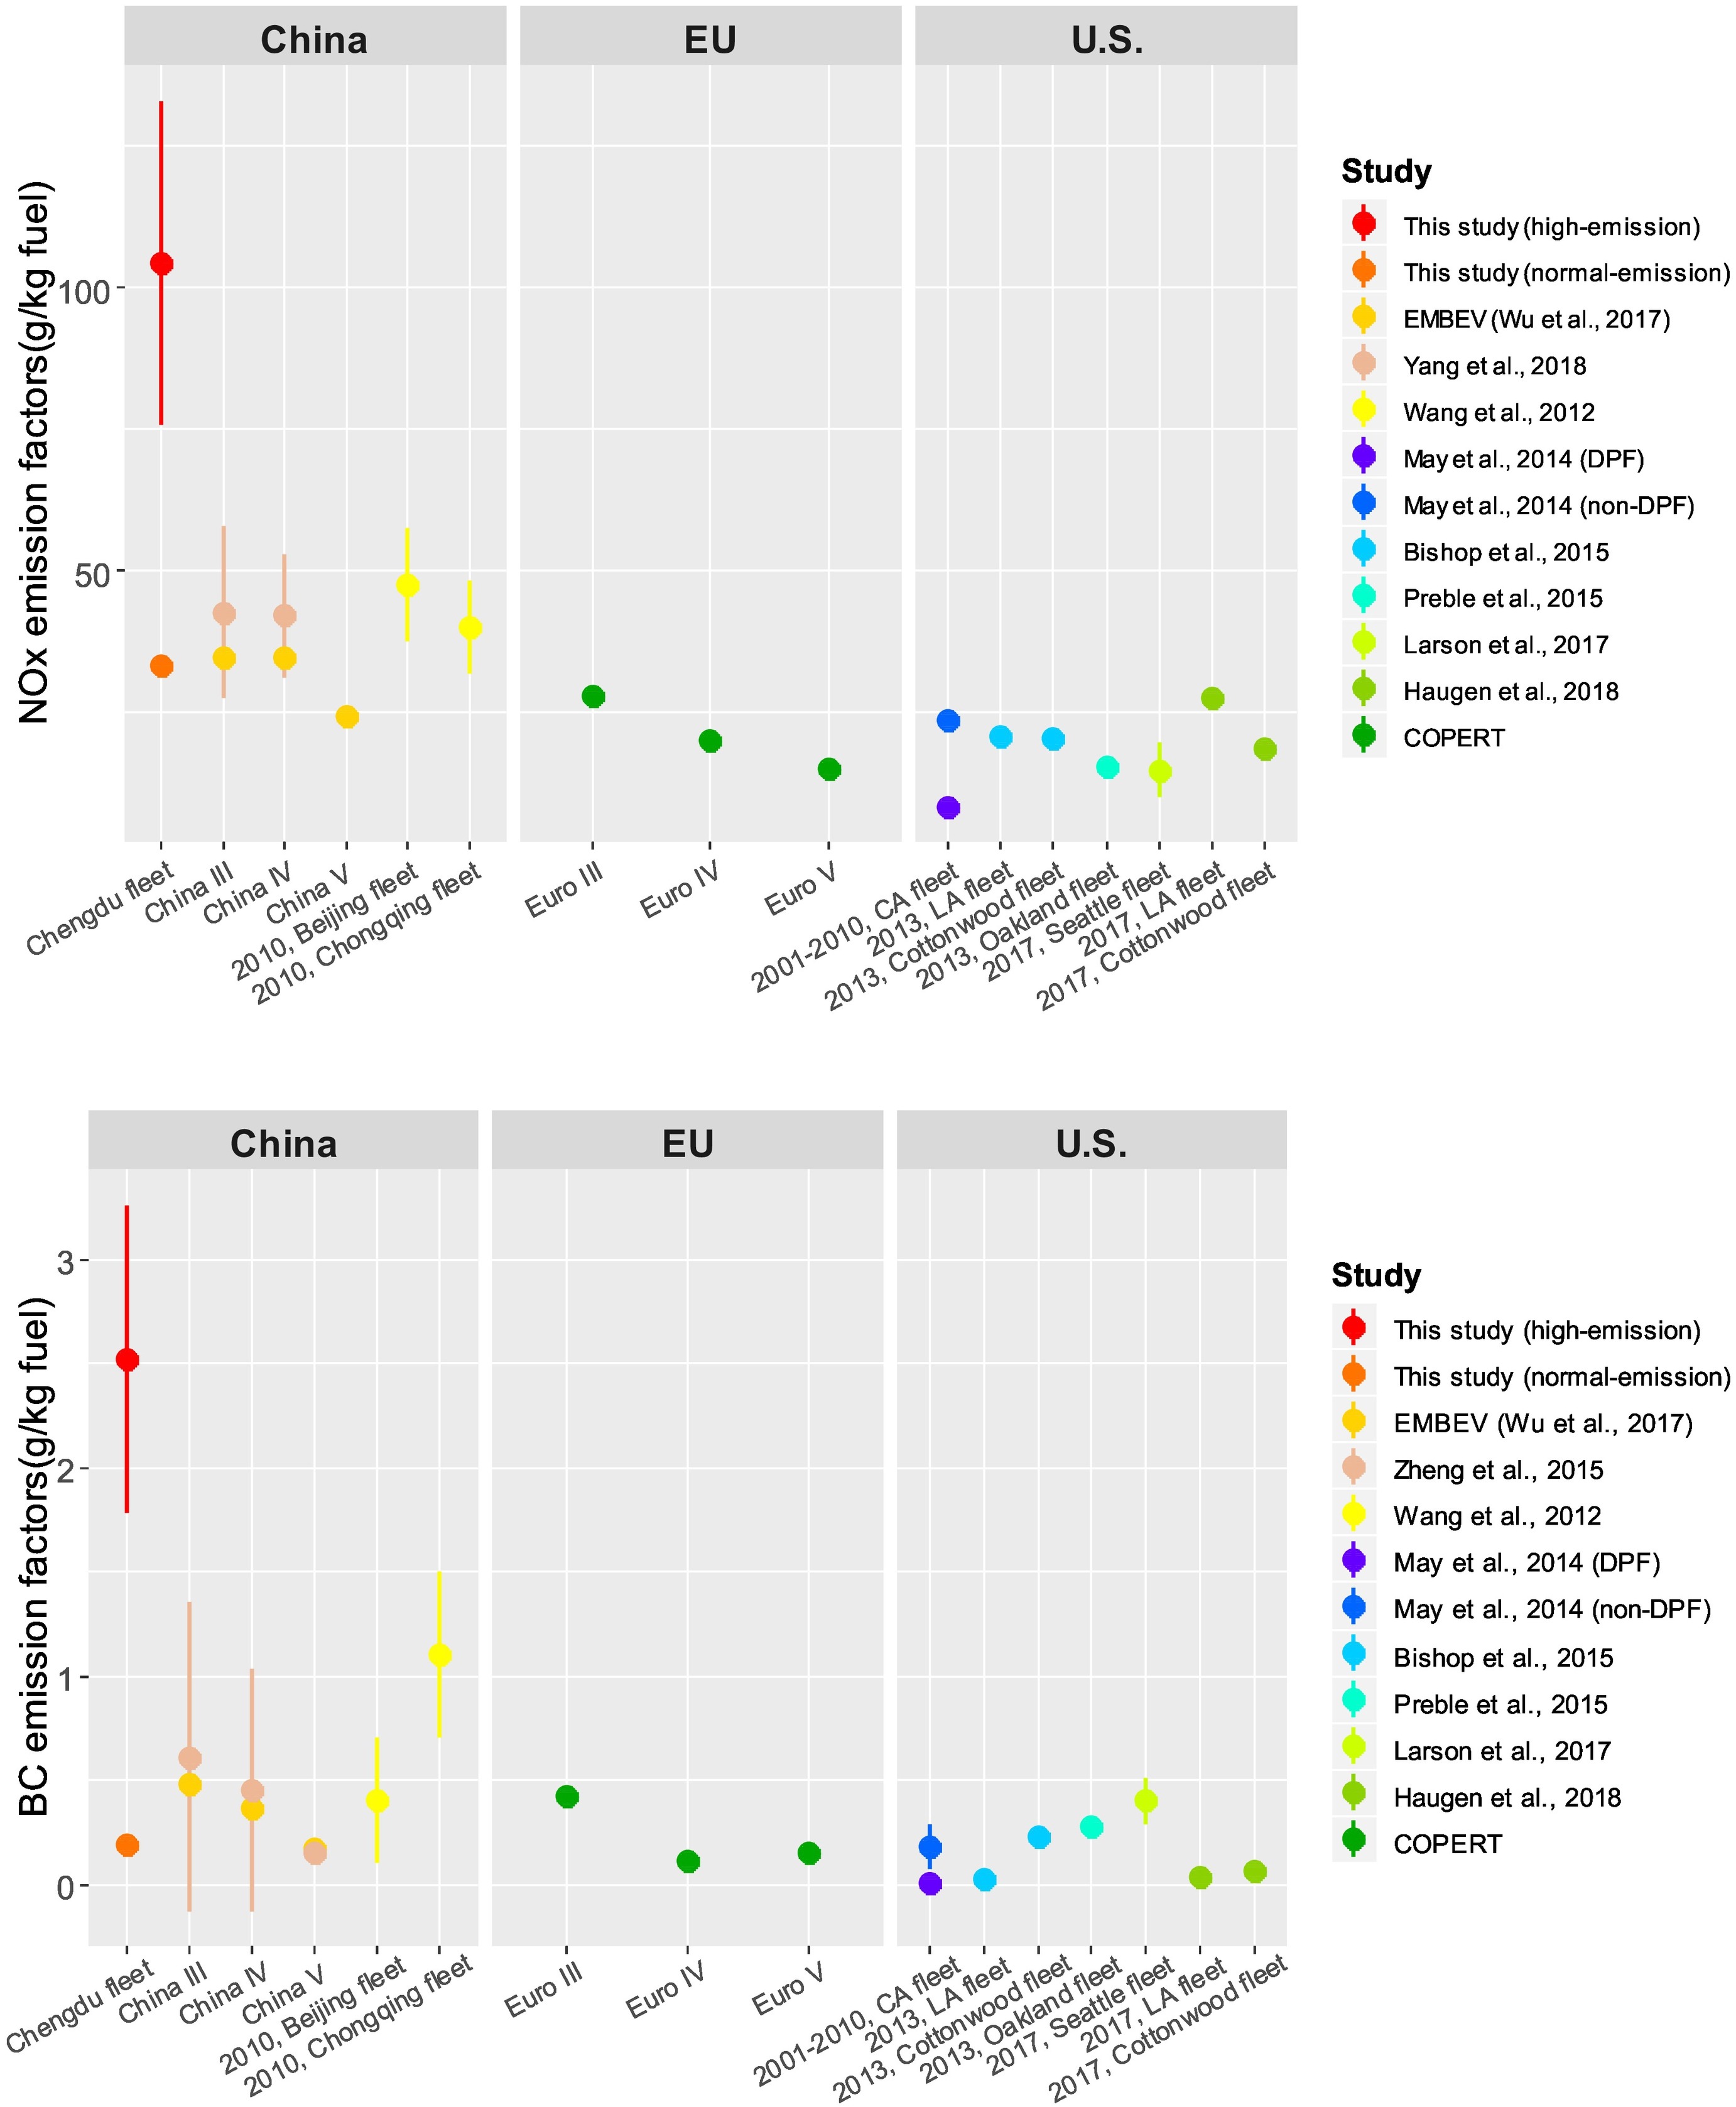 China EU U.S.
NOx emission factors(g/kg fuel)
100
50
Chengdu fleet
China III
China IV
China V
2010, Beijing fleet
2010, Chongqing fleet
Euro III
Euro IV
Euro V
2001-2010, CA fleet
2013, LA fleet
2013, Cottonwood fleet
2013, Oakland fleet
2017, Seattle fleet
2017, LA fleet
2017, Cottonwood fleet
Study
This study (high-emission)
This study (normal-emission)
EMBEV (Wu et al., 2017)
Yang et al., 2018
Wang et al., 2012
May et al., 2014 (DPF)
May et al., 2014 (non-DPF)
Bishop et al., 2015
Preble et al., 2015
Larson et al., 2017
Haugen et al., 2018
COPERT
China EU U.S.
BC emission factors(g/kg fuel)
3
2
1
0
Chengdu fleet
China III
China IV
China V
2010, Beijing fleet
2010, Chongqing fleet
Euro III
Euro IV
Euro V
2001-2010, CA fleet
2013, LA fleet
2013, Cottonwood fleet
2013, Oakland fleet
2017, Seattle fleet
2017, LA fleet
2017, Cottonwood fleet
Study
This study (high-emission)
This study (normal-emission)
EMBEV (Wu et al., 2017)
Zheng et al., 2015
Wang et al., 2012
May et al., 2014 (DPF)
May et al., 2014 (non-DPF)
Bishop et al., 2015
Preble et al., 2015
Larson et al., 2017
Haugen et al., 2018
COPERT